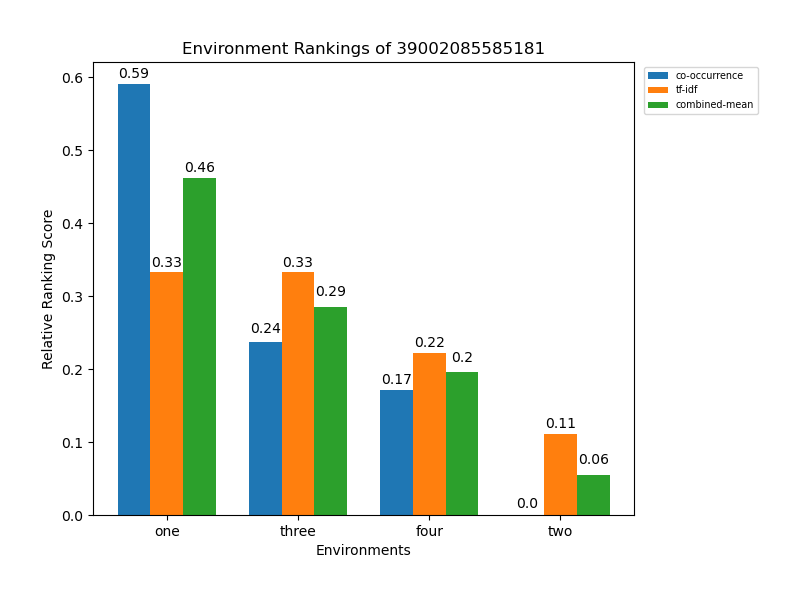 Environment Rankings of 39002085585181
co-occurrence
tf-idf
combined-mean
Relative Ranking Score
0.6
0.5
0.4
0.3
0.2
0.1
0.0
0.59
0.33
0.46
0.24
0.33
0.29
0.17
0.22
0.2
0.0
0.11
0.06
one
three
four
two
Environments